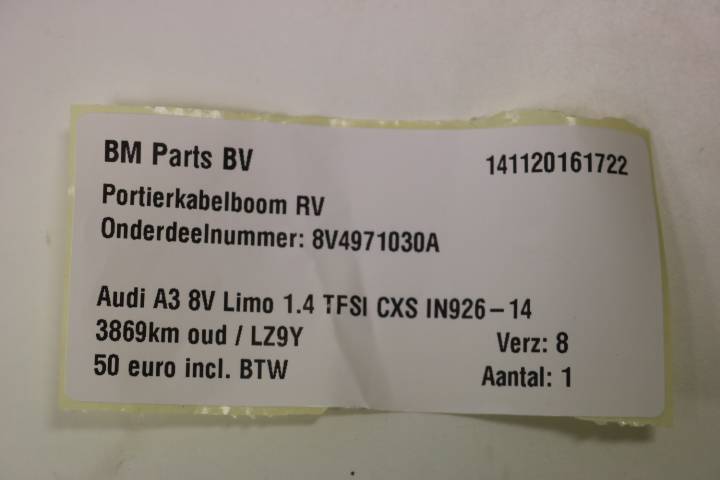 BM Parts BV 141120161722
Portierkabelboom RV
Onderdeelnummer: 8V4971030A
Audi A3 8V Limo 1.4 TFSI CXS IN926-14
3869km oud / LZ9Y Verz: 8
50 euro incl. BTW Aantal: 1